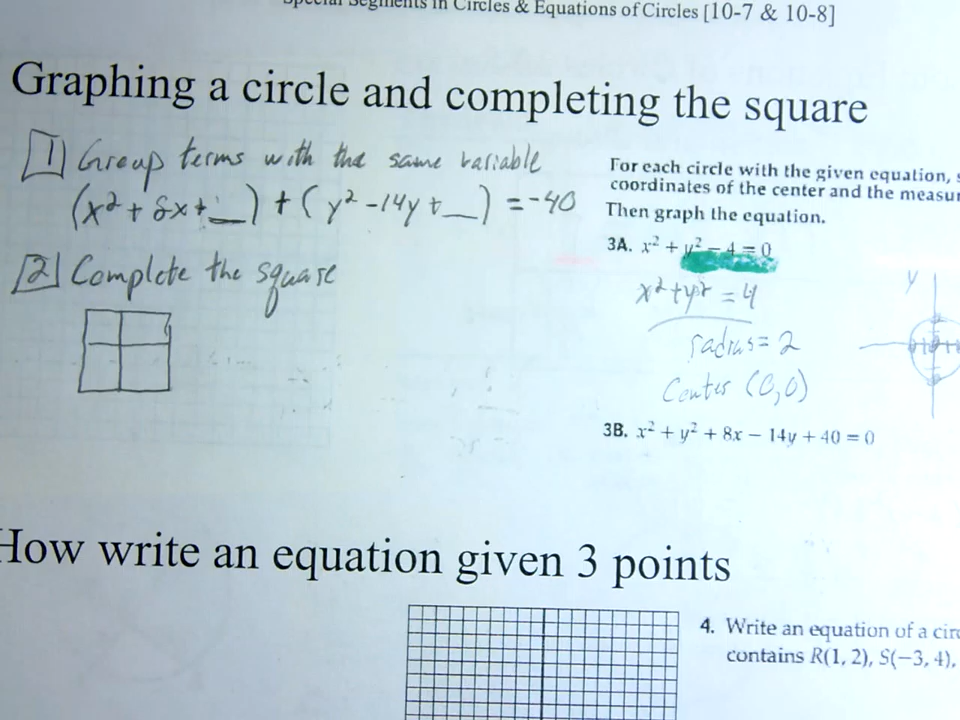 Special Segments in Circles & Equations of Circles [10-7 & 10-8]
Graphing a circle and completing the square
1 Group terms with the same variable
(x² + 8x + _) + (y² - 14y + _) = -40
2 Complete the square
For each circle with the given equation,
coordinates of the center and the
Then graph the equation.
3A. x² + y² − 4 = 0
x² + y² = 4
radius = 2
Center (0,0)
y
3B. x² + y² + 8x − 14y + 40 = 0
How write an equation given 3 points
4. Write an equation of a
contains R(1, 2), S(−3, 4),